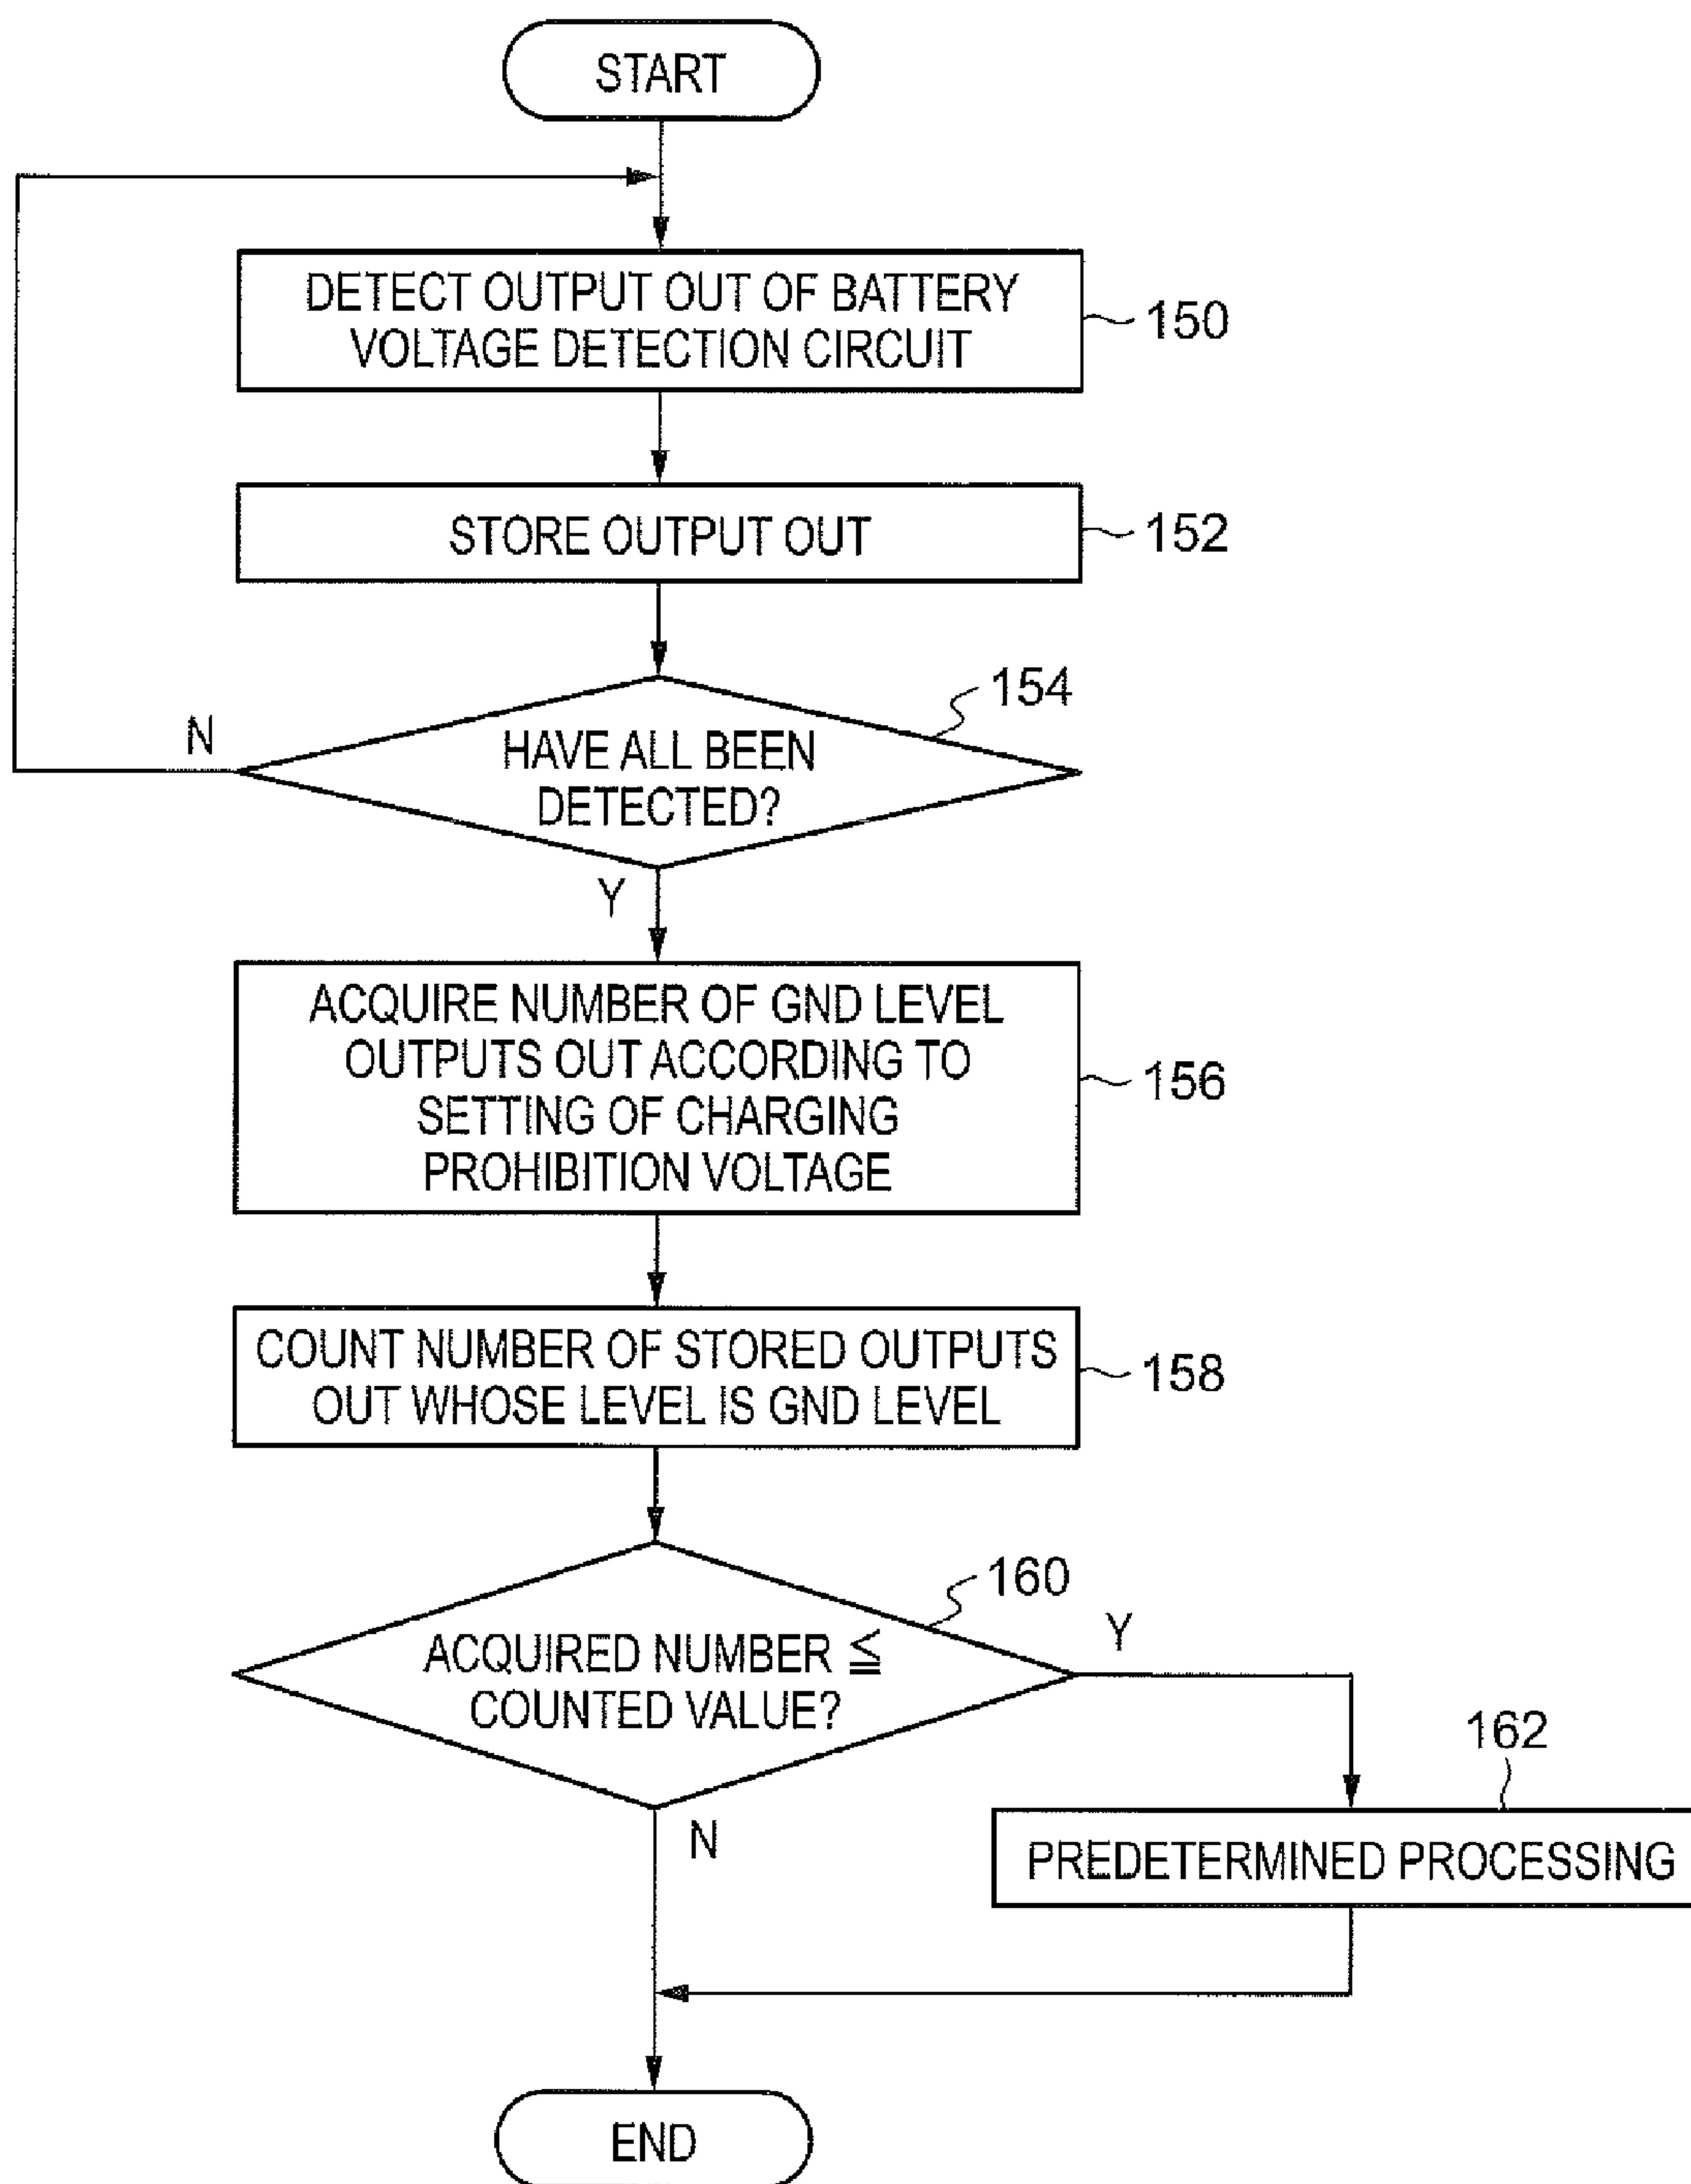 START
DETECT OUTPUT OUT OF BATTERY
VOLTAGE DETECTION CIRCUIT
150
STORE OUTPUT OUT
152
154
HAVE ALL BEEN
DETECTED?
N
Y
ACQUIRE NUMBER OF GND LEVEL
OUTPUTS OUT ACCORDING TO
SETTING OF CHARGING
PROHIBITION VOLTAGE
156
COUNT NUMBER OF STORED OUTPUTS
OUT WHOSE LEVEL IS GND LEVEL
158
160
ACQUIRED NUMBER ≦
COUNTED VALUE?
Y
N
162
PREDETERMINED PROCESSING
END